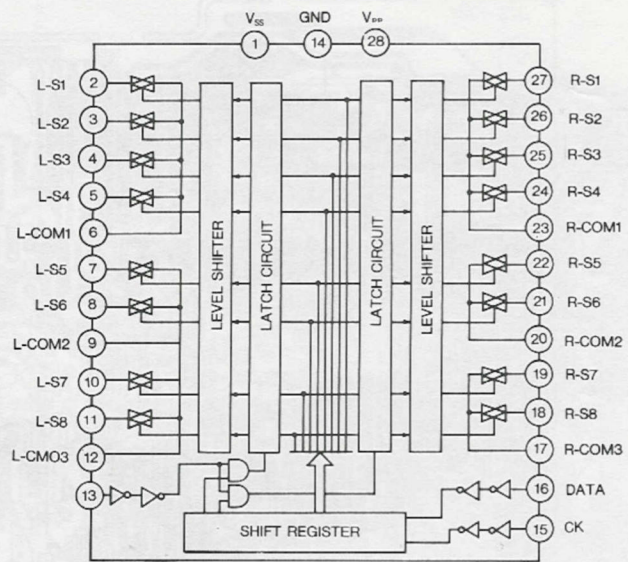 VSS GND VDD
1 14 28
L-S1 2
L-S2 3
L-S3 4
L-S4 5
L-COM1 6
L-S5 7
L-S6 8
L-COM2 9
L-S7 10
L-S8 11
L-CMO3 12
13
LEVEL SHIFTER
LATCH CIRCUIT
LATCH CIRCUIT
LEVEL SHIFTER
27 R-S1
26 R-S2
25 R-S3
24 R-S4
23 R-COM1
22 R-S5
21 R-S6
20 R-COM2
19 R-S7
18 R-S8
17 R-COM3
16 DATA
15 CK
SHIFT REGISTER